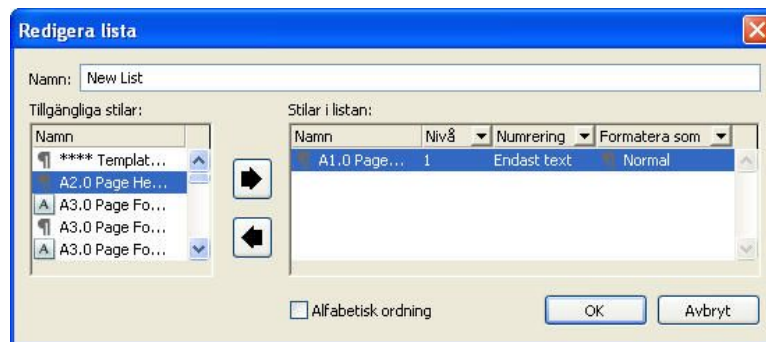 Redigera lista
Namn: New List
Tillgängliga stilar:
Namn
**** Templat...
A2.0 Page He...
A A3.0 Page Fo...
A3.0 Page Fo...
A A3.0 Page Fo...
Stilar i listan:
Namn Nivå Numrering Formatera som
A1.0 Page... 1 Endast text Normal
Alfabetisk ordning
OK Avbryt